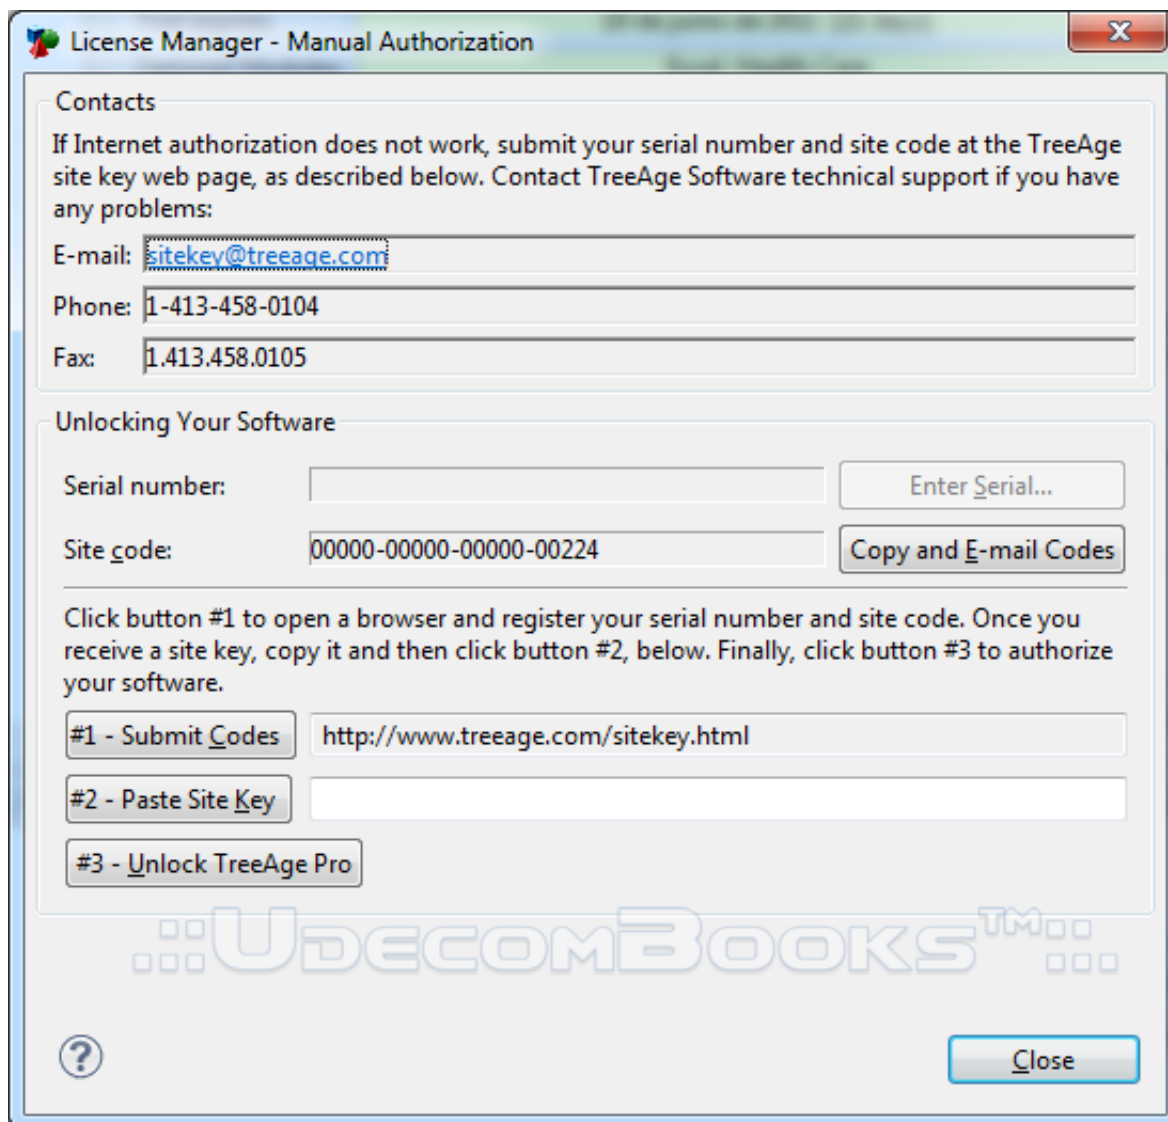 License Manager - Manual Authorization
Contacts
If Internet authorization does not work, submit your serial number and site code at the TreeAge
site key web page, as described below. Contact TreeAge Software technical support if you have
any problems:
E-mail: sitekey@treeage.com
Phone: 1-413-458-0104
Fax: 1.413.458.0105
Unlocking Your Software
Serial number: Enter Serial...
Site code: 00000-00000-00000-00224 Copy and E-mail Codes
Click button #1 to open a browser and register your serial number and site code. Once you
receive a site key, copy it and then click button #2, below. Finally, click button #3 to authorize
your software.
#1 - Submit Codes http://www.treeage.com/sitekey.html
#2 - Paste Site Key
#3 - Unlock TreeAge Pro
.::UDECOMBOOKS™::.
? Close